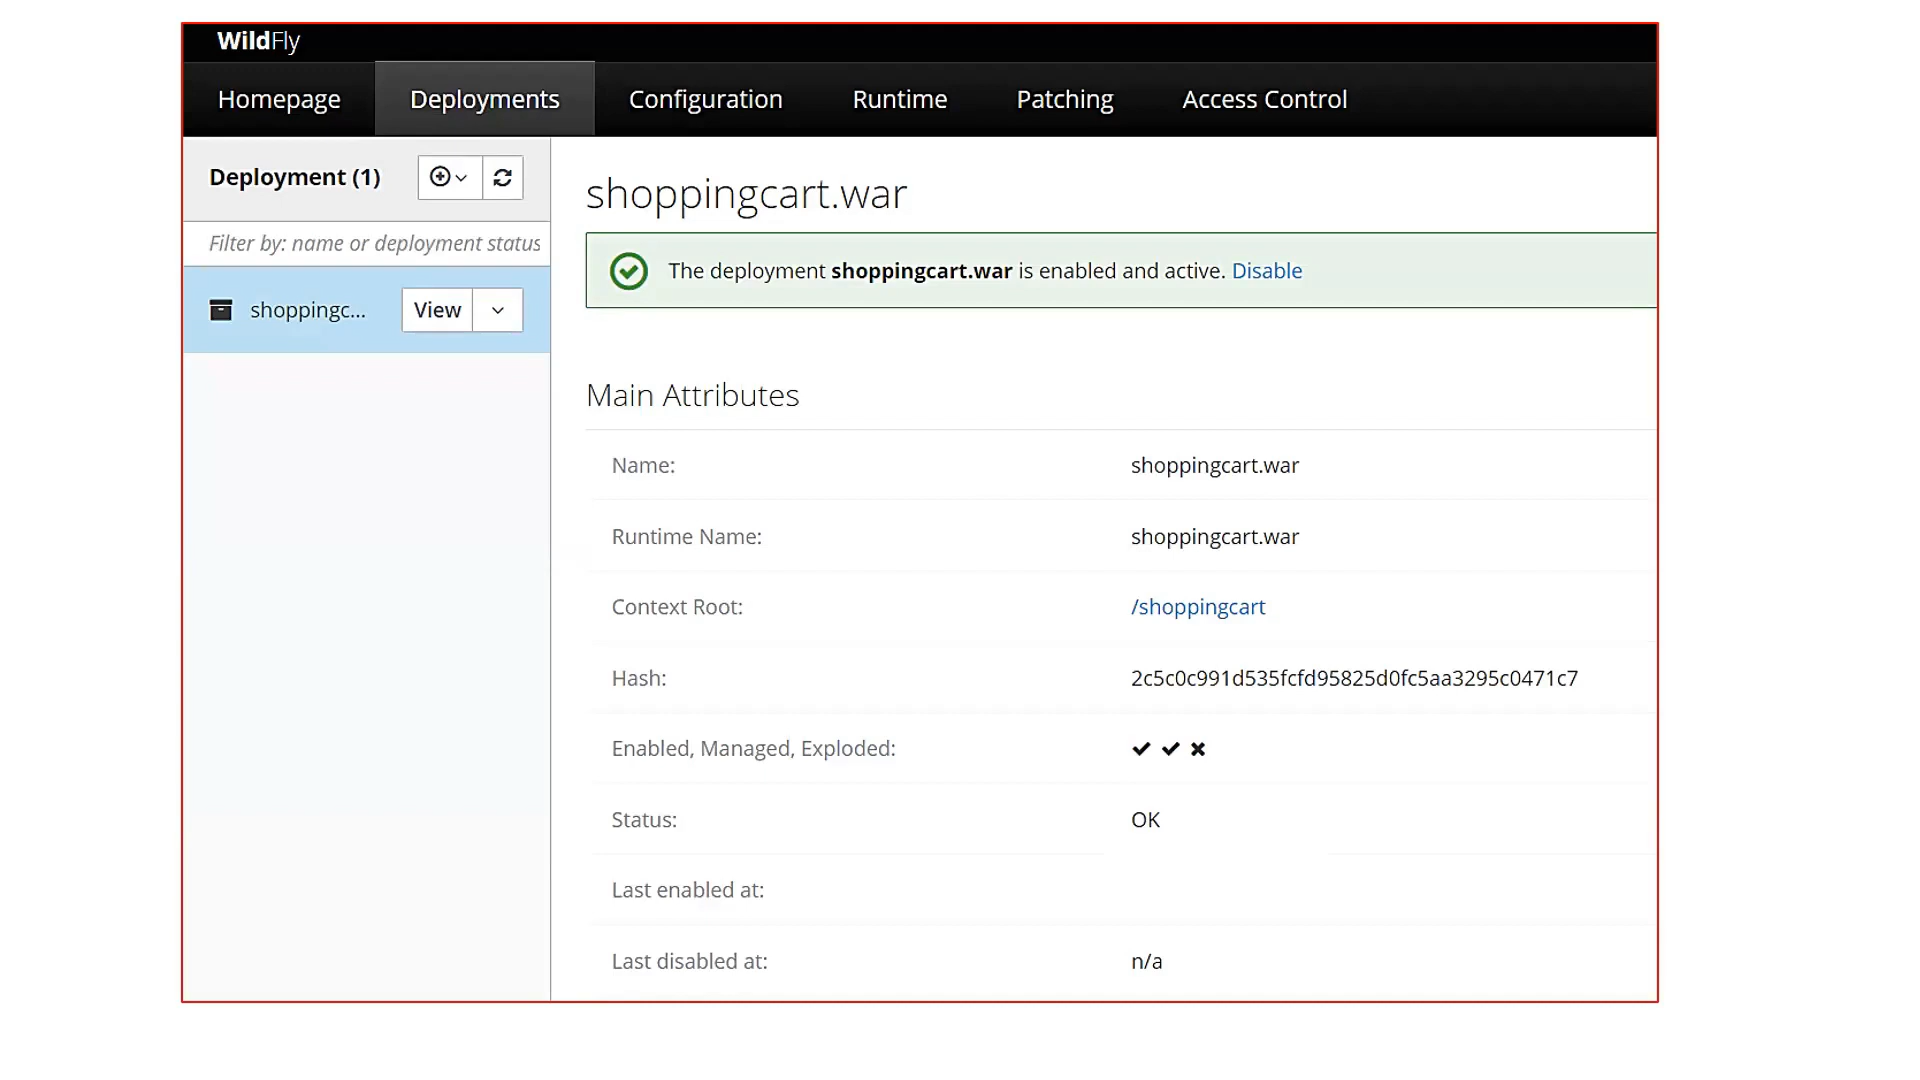 WildFly
Homepage
Deployments
Configuration
Runtime
Patching
Access Control
Deployment (1)
Filter by: name or deployment status
shoppingc...
View
shoppingcart.war
The deployment shoppingcart.war is enabled and active. Disable
Main Attributes
Name: shoppingcart.war
Runtime Name: shoppingcart.war
Context Root: /shoppingcart
Hash: 2c5c0c991d535fcfd95825d0fc5aa3295c0471c7
Enabled, Managed, Exploded:
Status: OK
Last enabled at:
Last disabled at: n/a